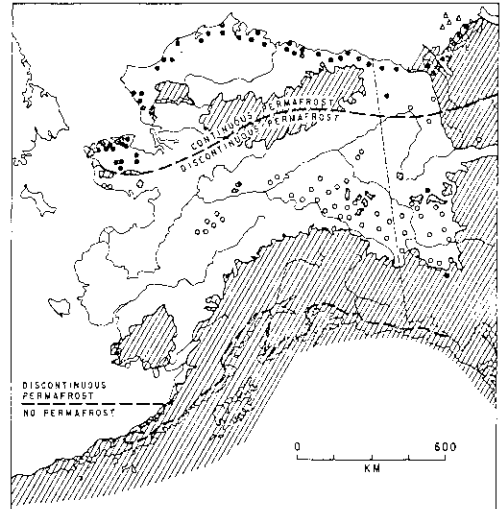 CONTINUOUS PERMAFROST
DISCONTINUOUS PERMAFROST
DISCONTINUOUS
PERMAFROST
NO PERMAFROST
0 600
KM